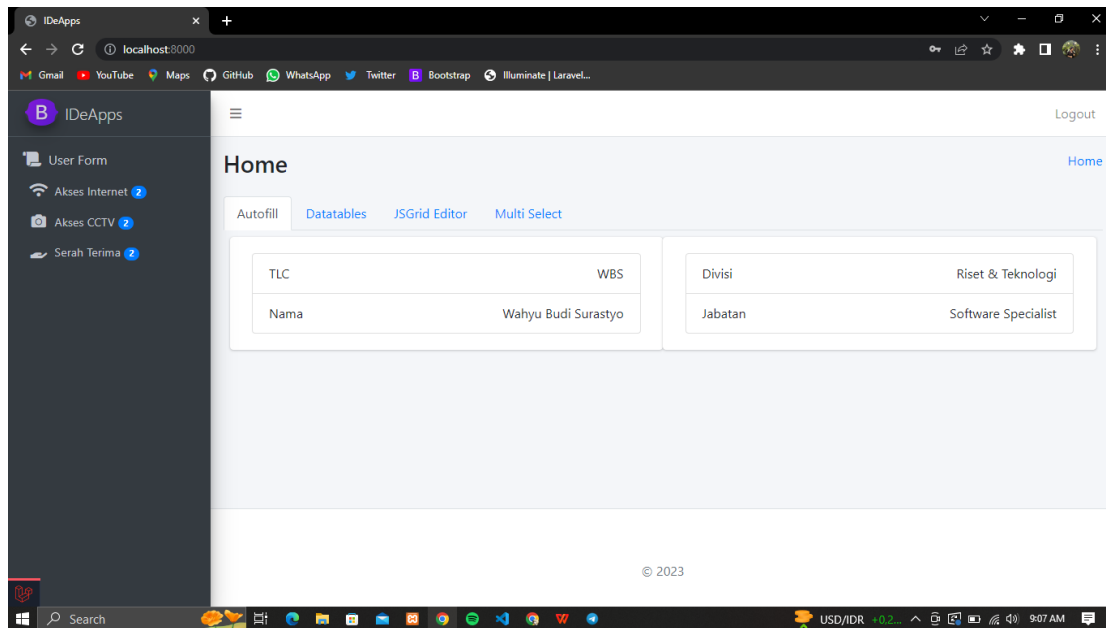 IDeApps
localhost:8000
Gmail YouTube Maps GitHub WhatsApp Twitter B Bootstrap Illuminate | Laravel...
B IDeApps
Logout
User Form
Akses Internet 2
Akses CCTV 2
Serah Terima 2
Home
Home
Autofill Datatables JSGrid Editor Multi Select
TLC WBS
Nama Wahyu Budi Surastyo
Divisi Riset & Teknologi
Jabatan Software Specialist
© 2023
Search
USD/IDR +0,2... 9:07 AM